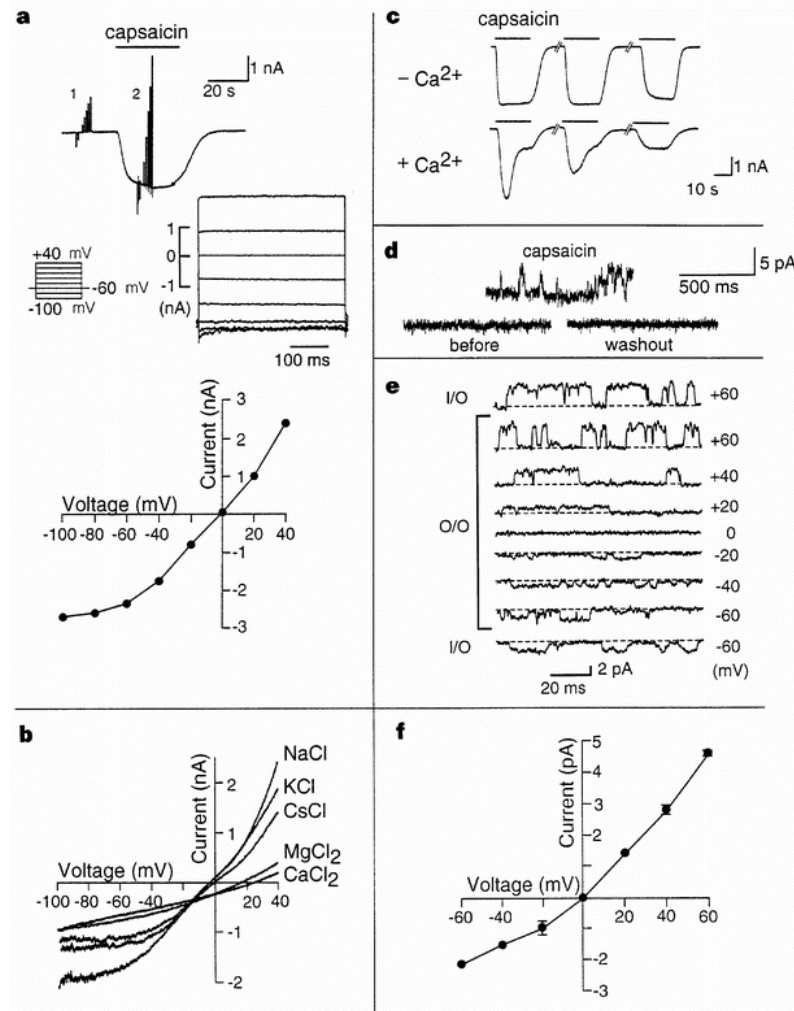 a
capsaicin
1
2
1 nA
20 s
+40 mV
-60 mV
-100 mV
1
0
-1
(nA)
100 ms
Current (nA)
3
2
1
Voltage (mV)
-100 -80 -60 -40 20 40
-1
-2
-3
b
Current (nA)
2
1
NaCl
KCl
CsCl
MgCl2
CaCl2
Voltage (mV)
-100 -80 -60 -40 20 40
-1
-2
c
capsaicin
– Ca2+
+ Ca2+
1 nA
10 s
d
capsaicin
5 pA
500 ms
before washout
e
I/O +60
+60
+40
O/O +20
0
-20
-40
-60
I/O -60
(mV)
2 pA
20 ms
f
Current (pA)
5
-4
-3
-2
Voltage (mV)
-60 -40 -20 20 40 60
-2
-3